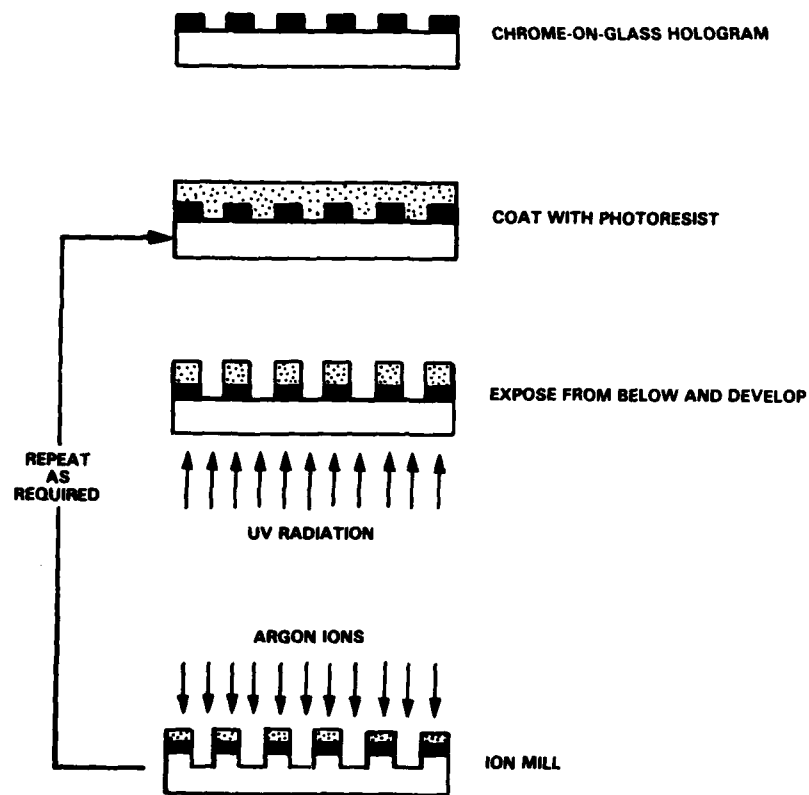 CHROME-ON-GLASS HOLOGRAM
COAT WITH PHOTORESIST
EXPOSE FROM BELOW AND DEVELOP
REPEAT
AS
REQUIRED
UV RADIATION
ARGON IONS
ION MILL